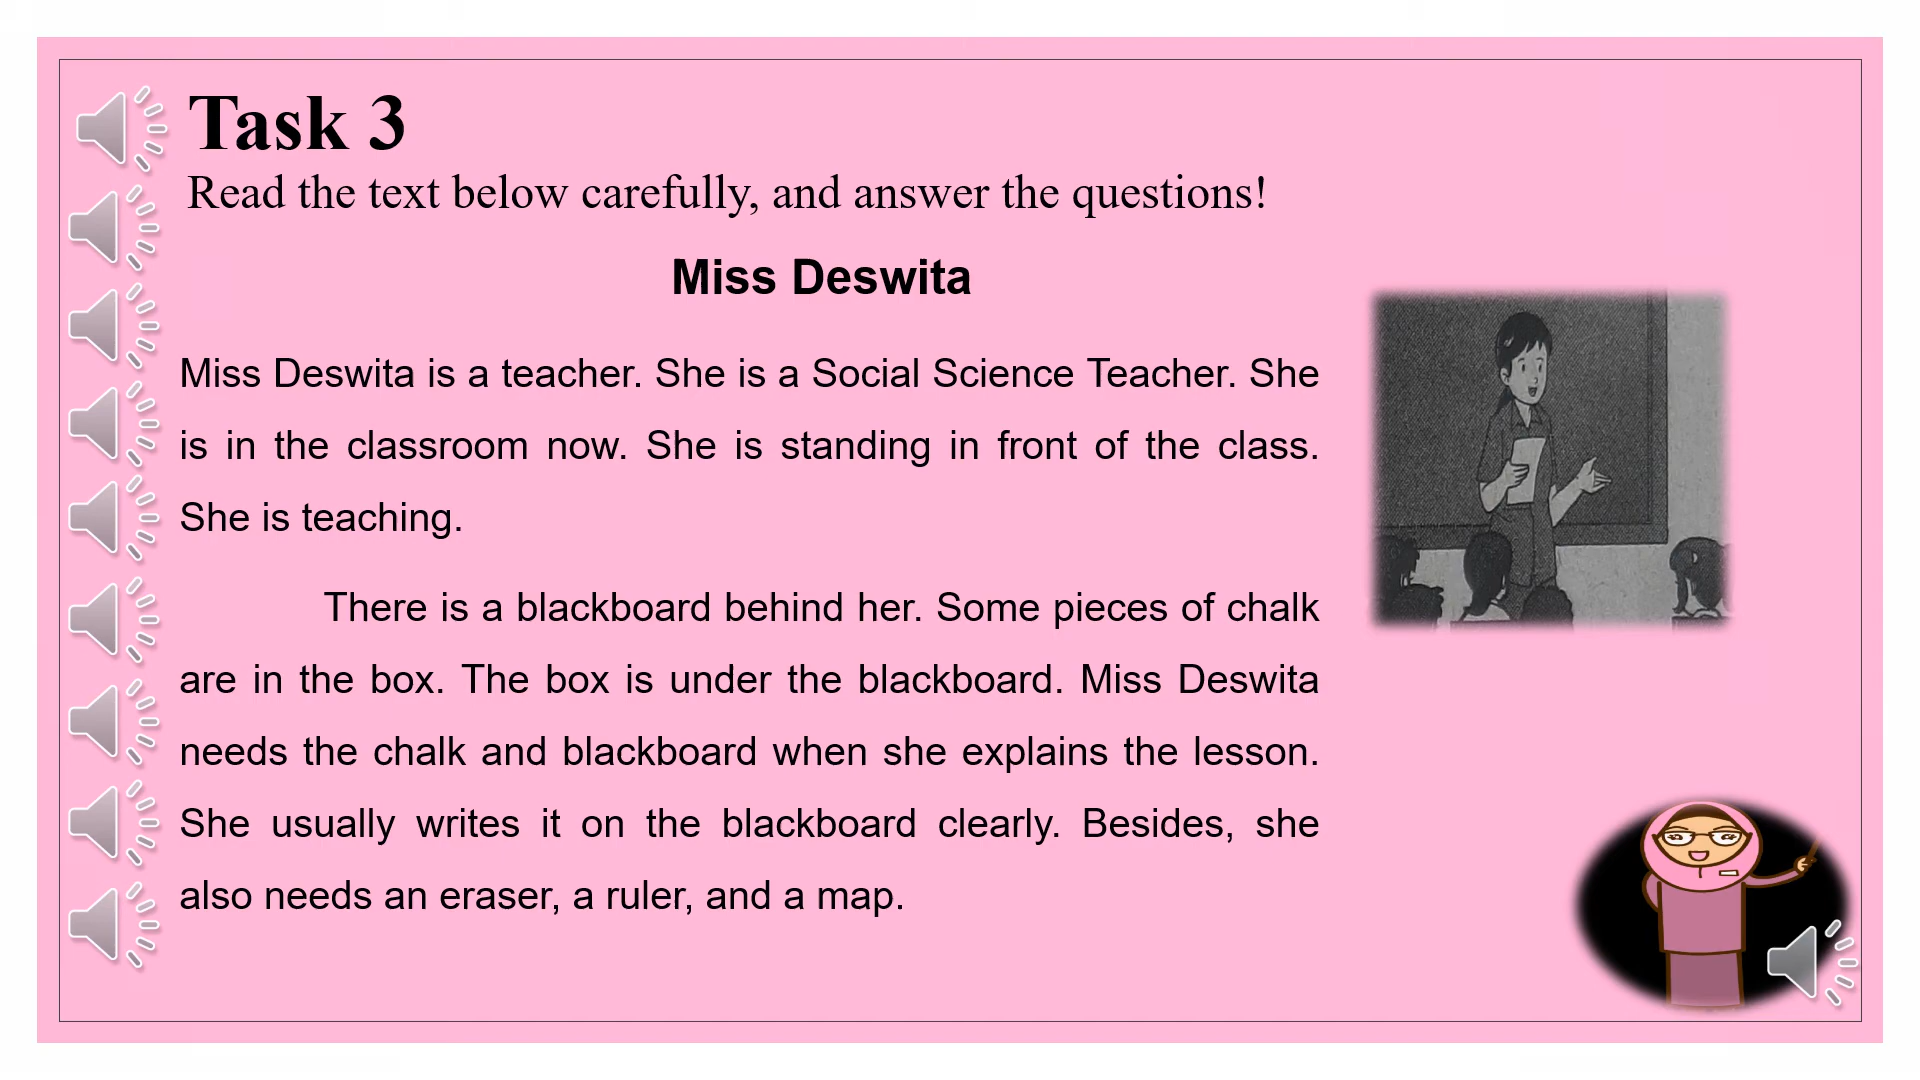 Task 3
Read the text below carefully, and answer the questions!
Miss Deswita
Miss Deswita is a teacher. She is a Social Science Teacher. She
is in the classroom now. She is standing in front of the class.
She is teaching.
There is a blackboard behind her. Some pieces of chalk
are in the box. The box is under the blackboard. Miss Deswita
needs the chalk and blackboard when she explains the lesson.
She usually writes it on the blackboard clearly. Besides, she
also needs an eraser, a ruler, and a map.